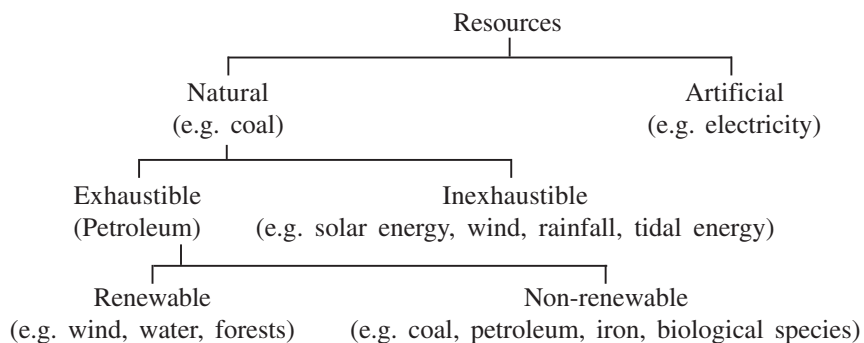 Resources
Natural Artificial
(e.g. coal) (e.g. electricity)
Exhaustible Inexhaustible
(Petroleum) (e.g. solar energy, wind, rainfall, tidal energy)
Renewable Non-renewable
(e.g. wind, water, forests) (e.g. coal, petroleum, iron, biological species)